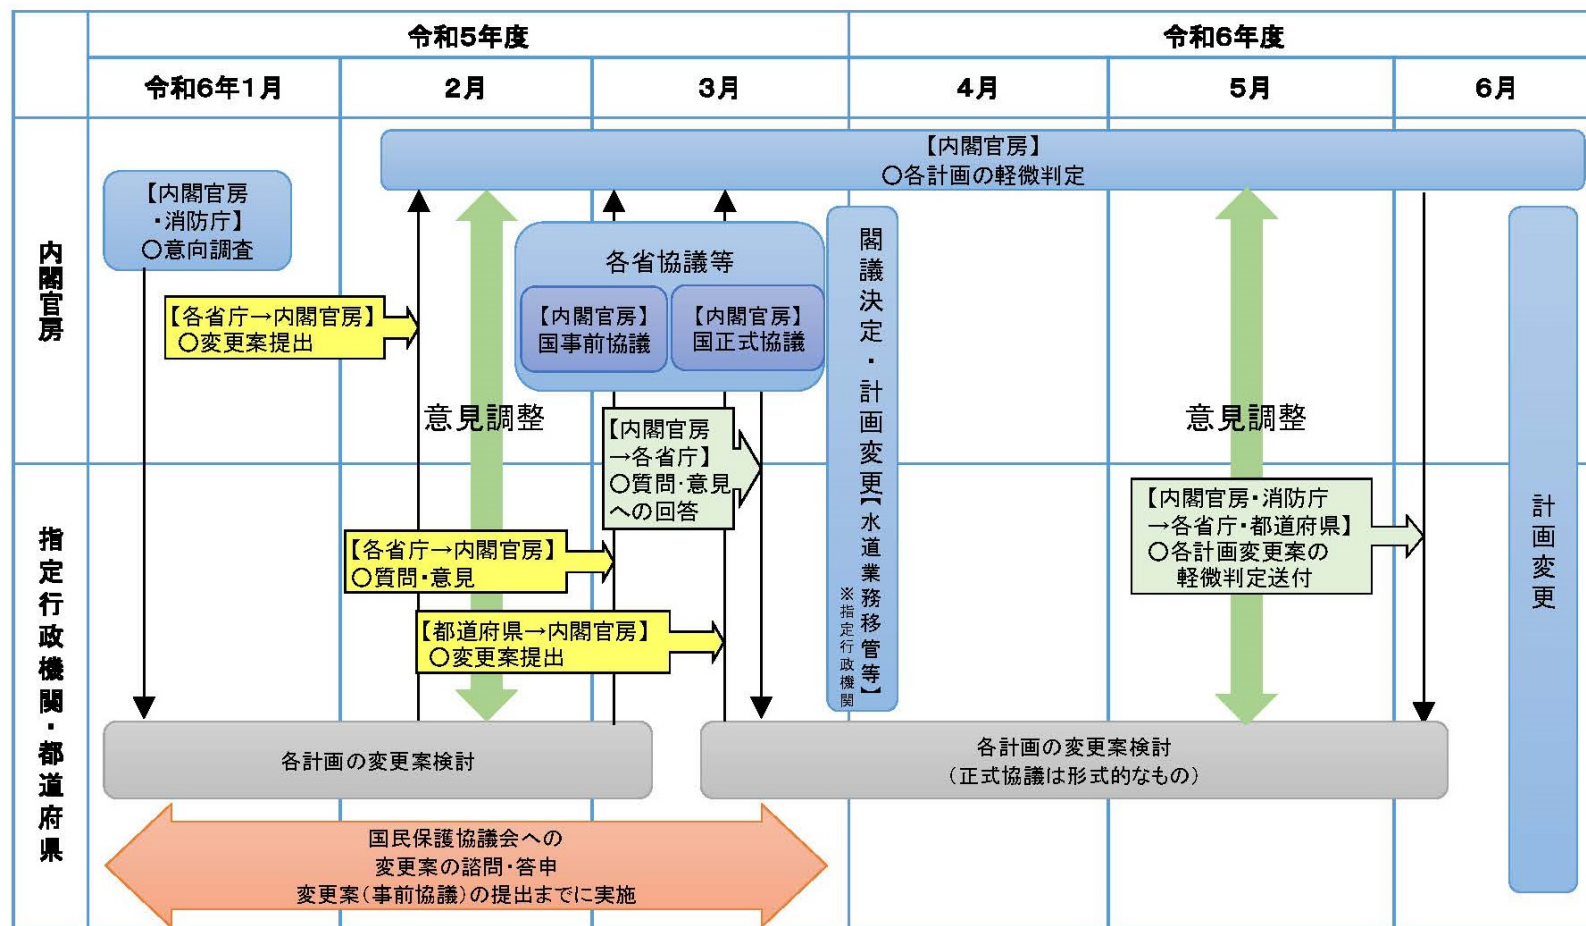 令和5年度
令和6年度
令和6年1月
2月
3月
4月
5月
6月
内閣官房
【内閣官房】
○各計画の軽微判定
【内閣官房
・消防庁】
○意向調査
各省協議等
【内閣官房】
国事前協議
【内閣官房】
国正式協議
【各省庁→内閣官房】
○変更案提出
意見調整
【内閣官房
→各省庁】
○質問・意見
への回答
閣議決定・計画変更【水道業務移管等】
※指定行政機関
意見調整
計画変更
指定行政機関・都道府県
【各省庁→内閣官房】
○質問・意見
【都道府県→内閣官房】
○変更案提出
【内閣官房・消防庁
→各省庁・都道府県】
○各計画変更案の
軽微判定送付
各計画の変更案検討
各計画の変更案検討
(正式協議は形式的なもの)
国民保護協議会への
変更案の諮問・答申
変更案(事前協議)の提出までに実施